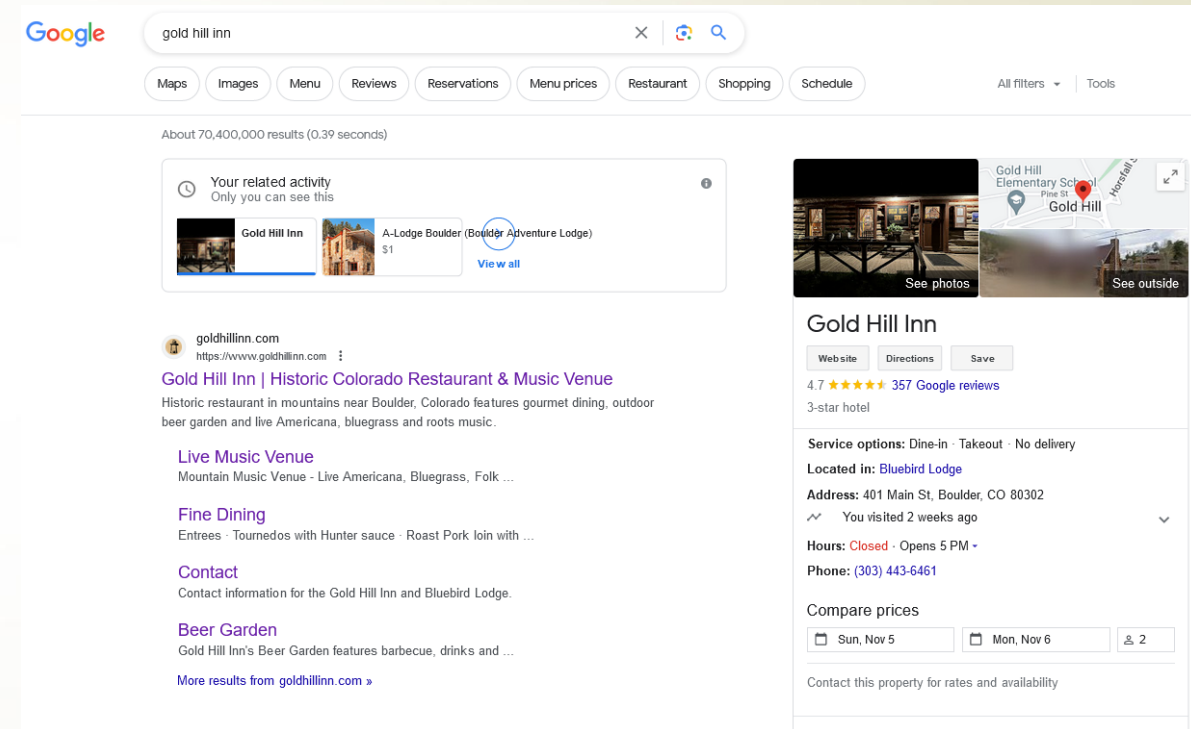 Google
gold hill inn
Maps
Images
Menu
Reviews
Reservations
Menu prices
Restaurant
Shopping
Schedule
All filters
Tools
About 70,400,000 results (0.39 seconds)
Your related activity
Only you can see this
Gold Hill Inn
A-Lodge Boulder (Boulder Adventure Lodge)
$1
View all
goldhillinn.com
https://www.goldhillinn.com
Gold Hill Inn | Historic Colorado Restaurant & Music Venue
Historic restaurant in mountains near Boulder, Colorado features gourmet dining, outdoor
beer garden and live Americana, bluegrass and roots music.
Live Music Venue
Mountain Music Venue - Live Americana, Bluegrass, Folk ...
Fine Dining
Entrees · Tournedos with Hunter sauce · Roast Pork loin with ...
Contact
Contact information for the Gold Hill Inn and Bluebird Lodge.
Beer Garden
Gold Hill Inn's Beer Garden features barbecue, drinks and ...
More results from goldhillinn.com »
See photos
Gold Hill
Elementary School
Pine St
Horsfall S
Gold Hill
See outside
Gold Hill Inn
Website
Directions
Save
4.7 357 Google reviews
3-star hotel
Service options: Dine-in · Takeout · No delivery
Located in: Bluebird Lodge
Address: 401 Main St, Boulder, CO 80302
You visited 2 weeks ago
Hours: Closed · Opens 5 PM
Phone: (303) 443-6461
Compare prices
Sun, Nov 5
Mon, Nov 6
2
Contact this property for rates and availability